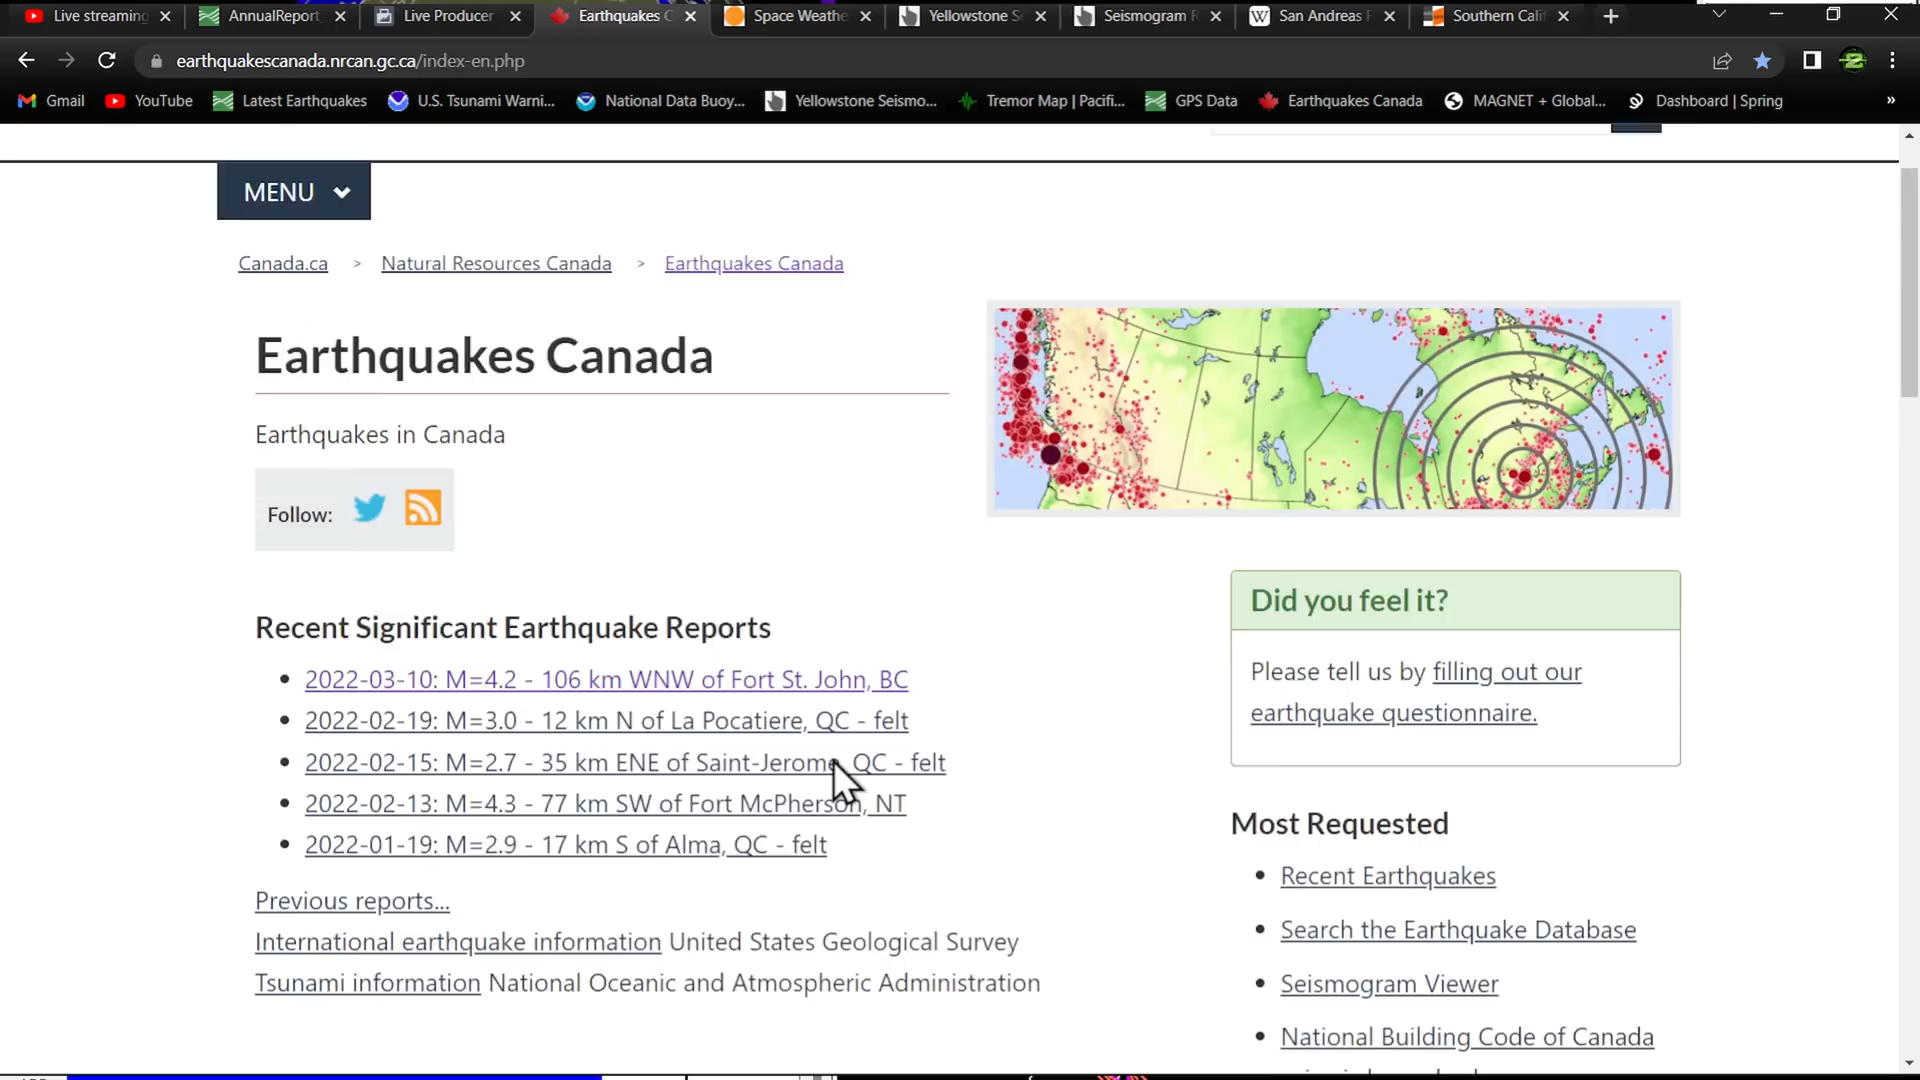 Live streaming
AnnualReport
Live Producer
Earthquakes C
Space Weathe
Yellowstone S
Seismogram R
San Andreas F
Southern Calif
earthquakescanada.nrcan.gc.ca/index-en.php
Gmail
YouTube
Latest Earthquakes
U.S. Tsunami Warni...
National Data Buoy...
Yellowstone Seismo...
Tremor Map | Pacifi...
GPS Data
Earthquakes Canada
MAGNET + Global...
Dashboard | Spring
»
MENU
Canada.ca > Natural Resources Canada > Earthquakes Canada
Earthquakes Canada
Earthquakes in Canada
Follow:
Recent Significant Earthquake Reports
2022-03-10: M=4.2 - 106 km WNW of Fort St. John, BC
2022-02-19: M=3.0 - 12 km N of La Pocatiere, QC - felt
2022-02-15: M=2.7 - 35 km ENE of Saint-Jerome, QC - felt
2022-02-13: M=4.3 - 77 km SW of Fort McPherson, NT
2022-01-19: M=2.9 - 17 km S of Alma, QC - felt
Previous reports...
International earthquake information United States Geological Survey
Tsunami information National Oceanic and Atmospheric Administration
Did you feel it?
Please tell us by filling out our
earthquake questionnaire.
Most Requested
Recent Earthquakes
Search the Earthquake Database
Seismogram Viewer
National Building Code of Canada